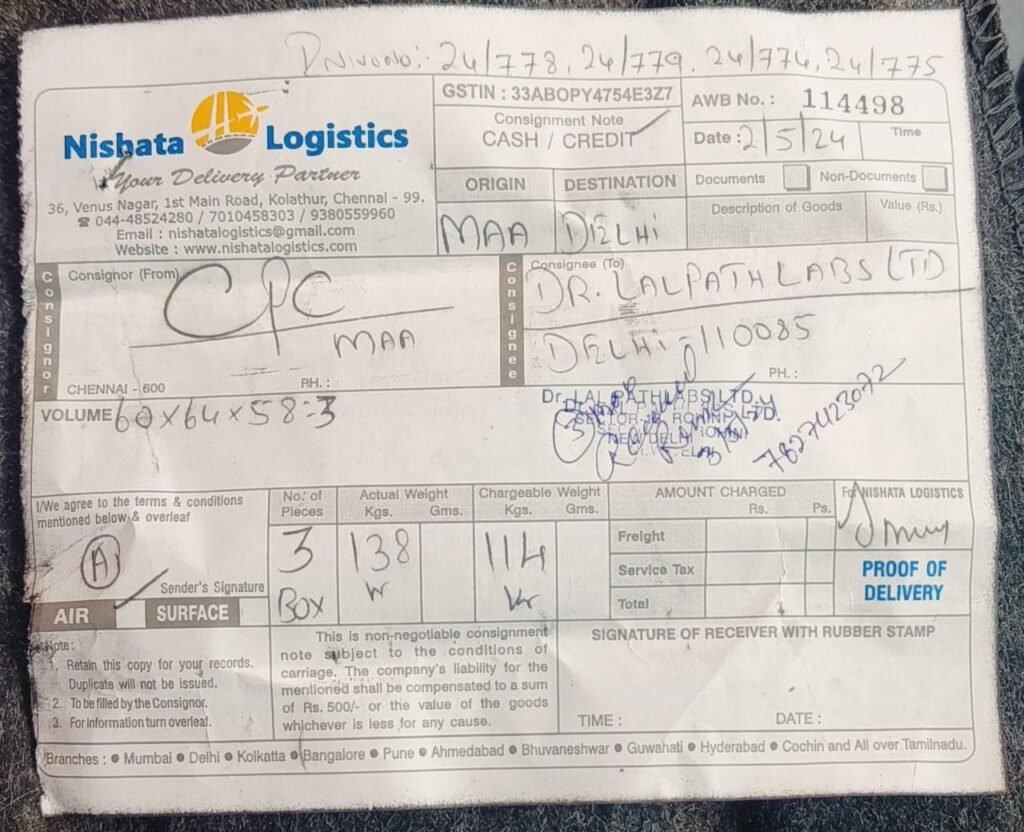 24/778, 24/779, 24/774, 24/775
Nishata Logistics
Your Delivery Partner
36, Venus Nagar, 1st Main Road, Kolathur, Chennai - 99.
☎ 044-48524280 / 7010458303 / 9380559960
Email : nishatalogistics@gmail.com
Website : www.nishatalogistics.com
GSTIN : 33ABOPY4754E3Z7
Consignment Note
CASH / CREDIT
AWB No. : 114498
Date : 2/5/24 Time
ORIGIN DESTINATION
MAA DELHI
Documents Non-Documents
Description of Goods Value (Rs.)
Consignor
Consignor (From)
CPC
MAA
CHENNAI - 600 PH. :
Consignee
Consignee (To)
DR. LALPATH LABS LTD
DELHI - 110085
PH. :
VOLUME 60x64x58=3
Dr. LAL PATH LABS LTD.
3
Received
7827423072
I/We agree to the terms & conditions
mentioned below & overleaf
A
Sender's Signature
AIR SURFACE
No. of Pieces
3
BOX
Actual Weight
Kgs. Gms.
138
Chargeable Weight
Kgs. Gms.
114
AMOUNT CHARGED
Rs. Ps.
Freight
Service Tax
Total
For NISHATA LOGISTICS
PROOF OF
DELIVERY
Note:
1. Retain this copy for your records.
Duplicate will not be issued.
2. To be filled by the Consignor.
3. For information turn overleaf.
This is non-negotiable consignment
note subject to the conditions of
carriage. The company's liability for the
mentioned shall be compensated to a sum
of Rs. 500/- or the value of the goods
whichever is less for any cause.
SIGNATURE OF RECEIVER WITH RUBBER STAMP
TIME : DATE :
Branches : ● Mumbai ● Delhi ● Kolkatta ● Bangalore ● Pune ● Ahmedabad ● Bhuvaneshwar ● Guwahati ● Hyderabad ● Cochin and All over Tamilnadu.